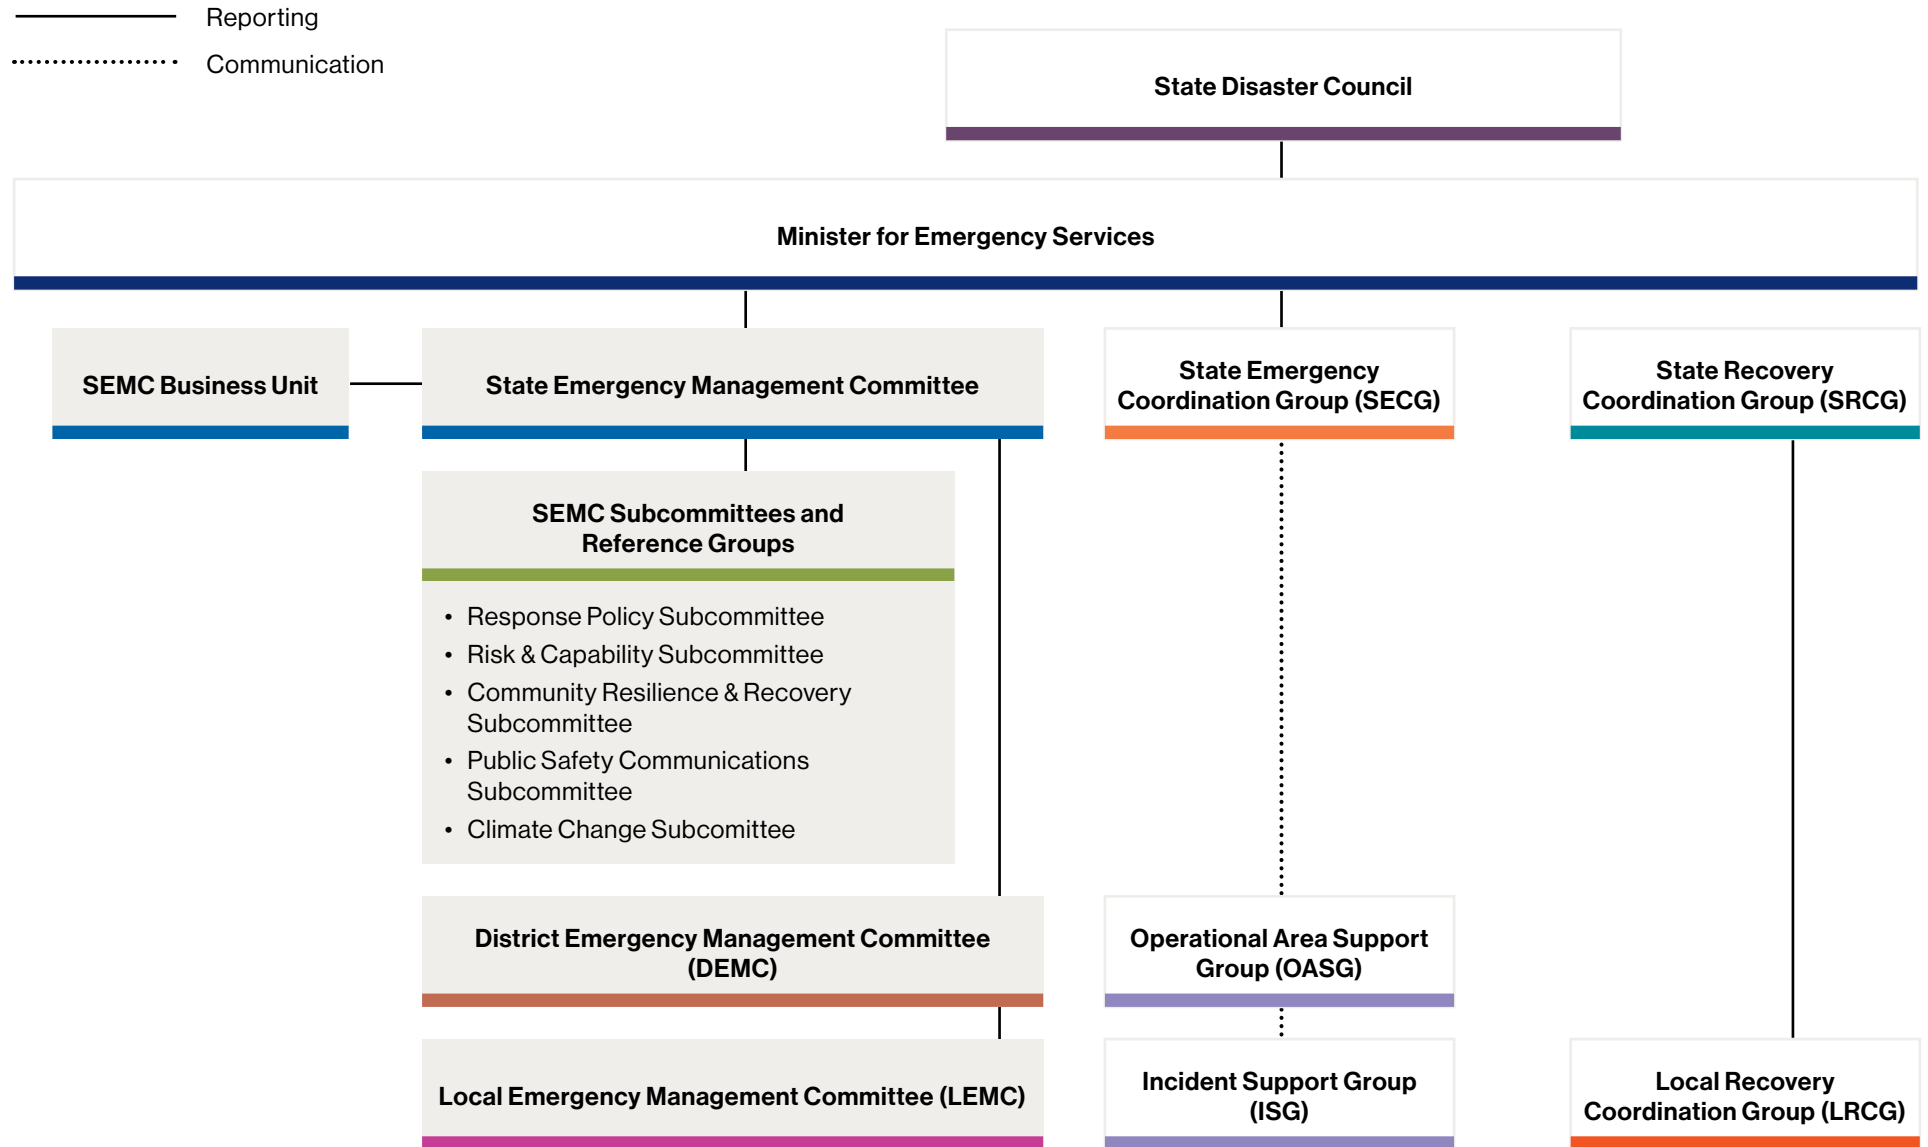 Reporting
Communication
State Disaster Council
Minister for Emergency Services
SEMC Business Unit
State Emergency Management Committee
State Emergency
Coordination Group (SECG)
State Recovery
Coordination Group (SRCG)
SEMC Subcommittees and
Reference Groups
• Response Policy Subcommittee
• Risk & Capability Subcommittee
• Community Resilience & Recovery
Subcommittee
• Public Safety Communications
Subcommittee
• Climate Change Subcomittee
District Emergency Management Committee
(DEMC)
Operational Area Support
Group (OASG)
Local Emergency Management Committee (LEMC)
Incident Support Group
(ISG)
Local Recovery
Coordination Group (LRCG)